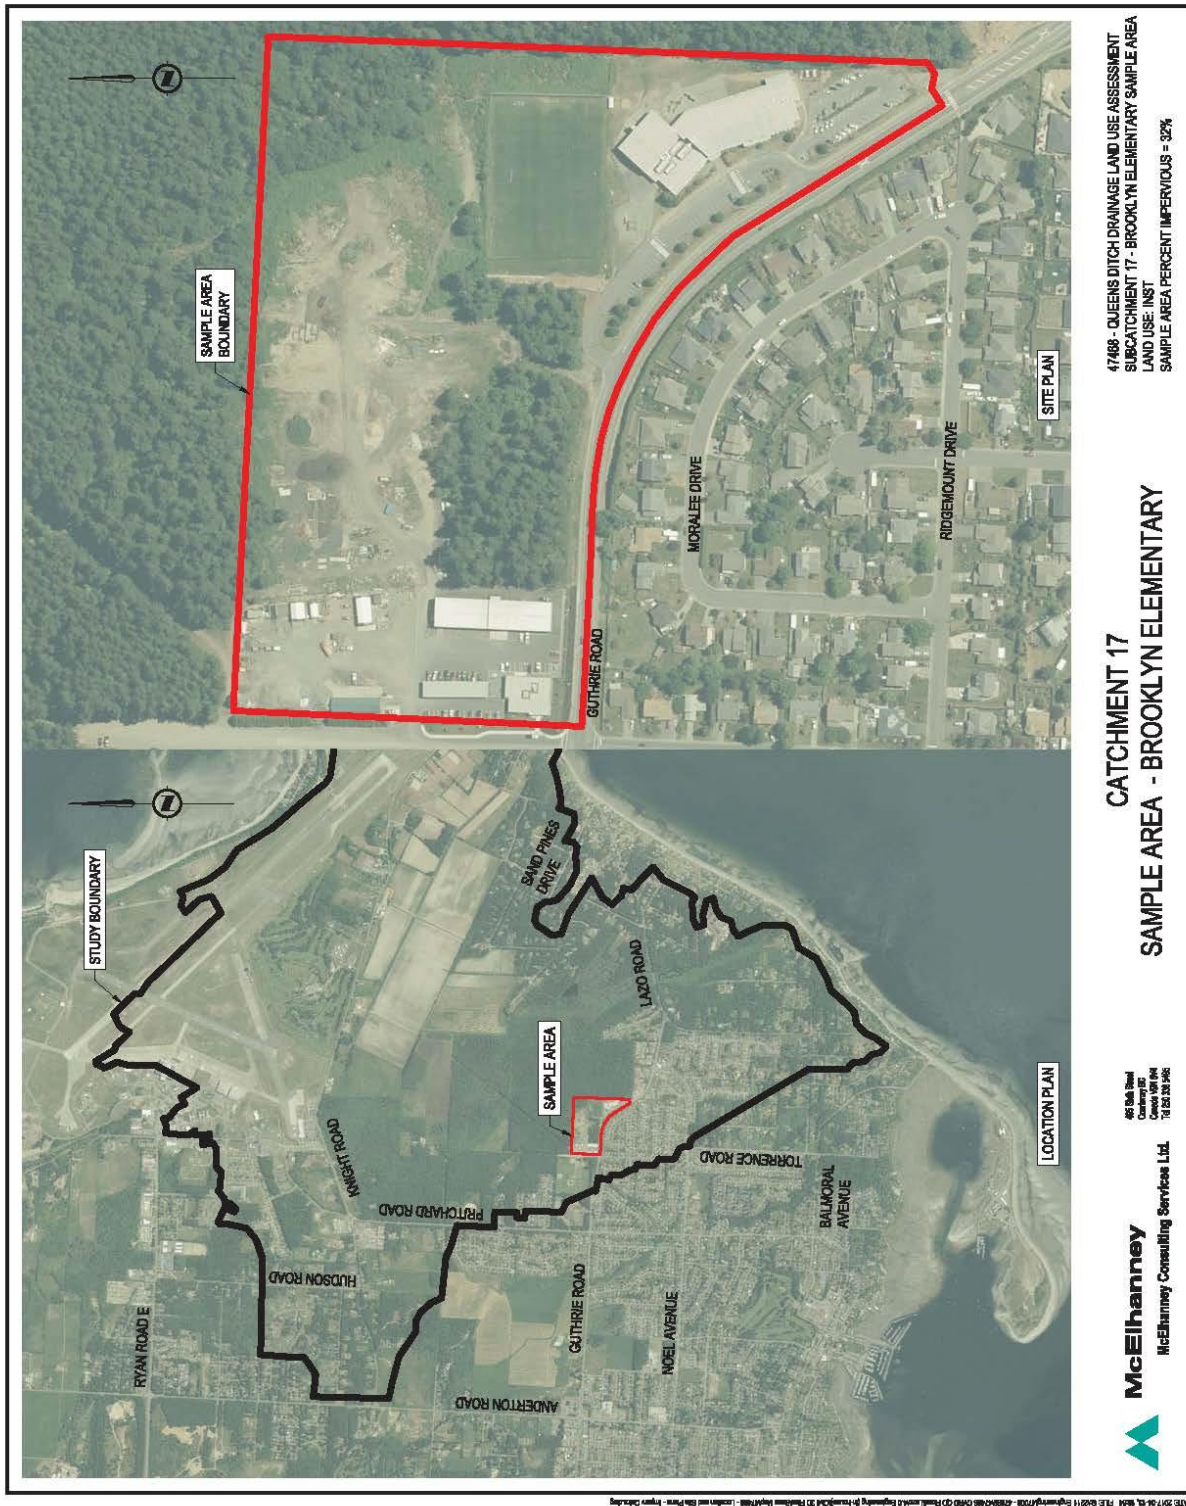 STUDY BOUNDARY
RYAN ROAD E
HUDSON ROAD
KNIGHT ROAD
PRITCHARD ROAD
ANDERTON ROAD
GUTHRIE ROAD
NOEL AVENUE
SAMPLE AREA
SAND PINES
DRIVE
LAZO ROAD
TORRENCE ROAD
BALMORAL
AVENUE
LOCATION PLAN
SAMPLE AREA
BOUNDARY
GUTHRIE ROAD
MORALEE DRIVE
RIDGEMOUNT DRIVE
SITE PLAN
McElhanney
McElhanney Consulting Services Ltd.
CATCHMENT 17
SAMPLE AREA - BROOKLYN ELEMENTARY
47468 - QUEENS DITCH DRAINAGE LAND USE ASSESSMENT
SUBCATCHMENT 17 - BROOKLYN ELEMENTARY SAMPLE AREA
LAND USE: INST
SAMPLE AREA PERCENT IMPERVIOUS = 32%